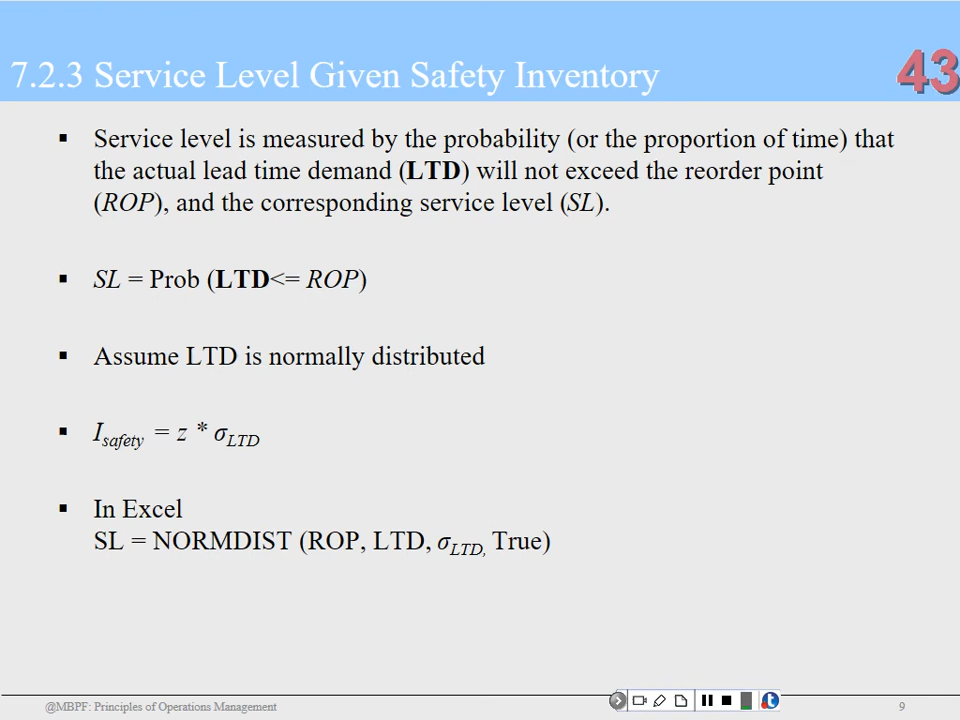 7.2.3 Service Level Given Safety Inventory
43
▪ Service level is measured by the probability (or the proportion of time) that
the actual lead time demand (LTD) will not exceed the reorder point
(ROP), and the corresponding service level (SL).
▪ SL = Prob (LTD<= ROP)
▪ Assume LTD is normally distributed
▪ Isafety = z * σLTD
▪ In Excel
SL = NORMDIST (ROP, LTD, σLTD, True)
@MBPF: Principles of Operations Management
9